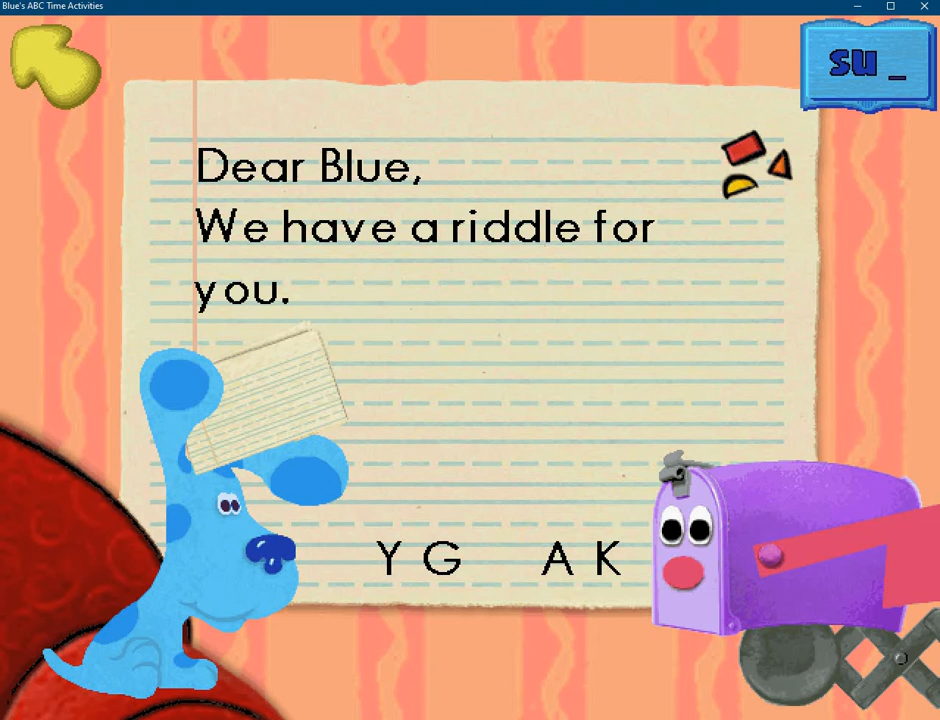 Blue's ABC Time Activities
su _
Dear Blue,
We have a riddle for
you.
Y G A K